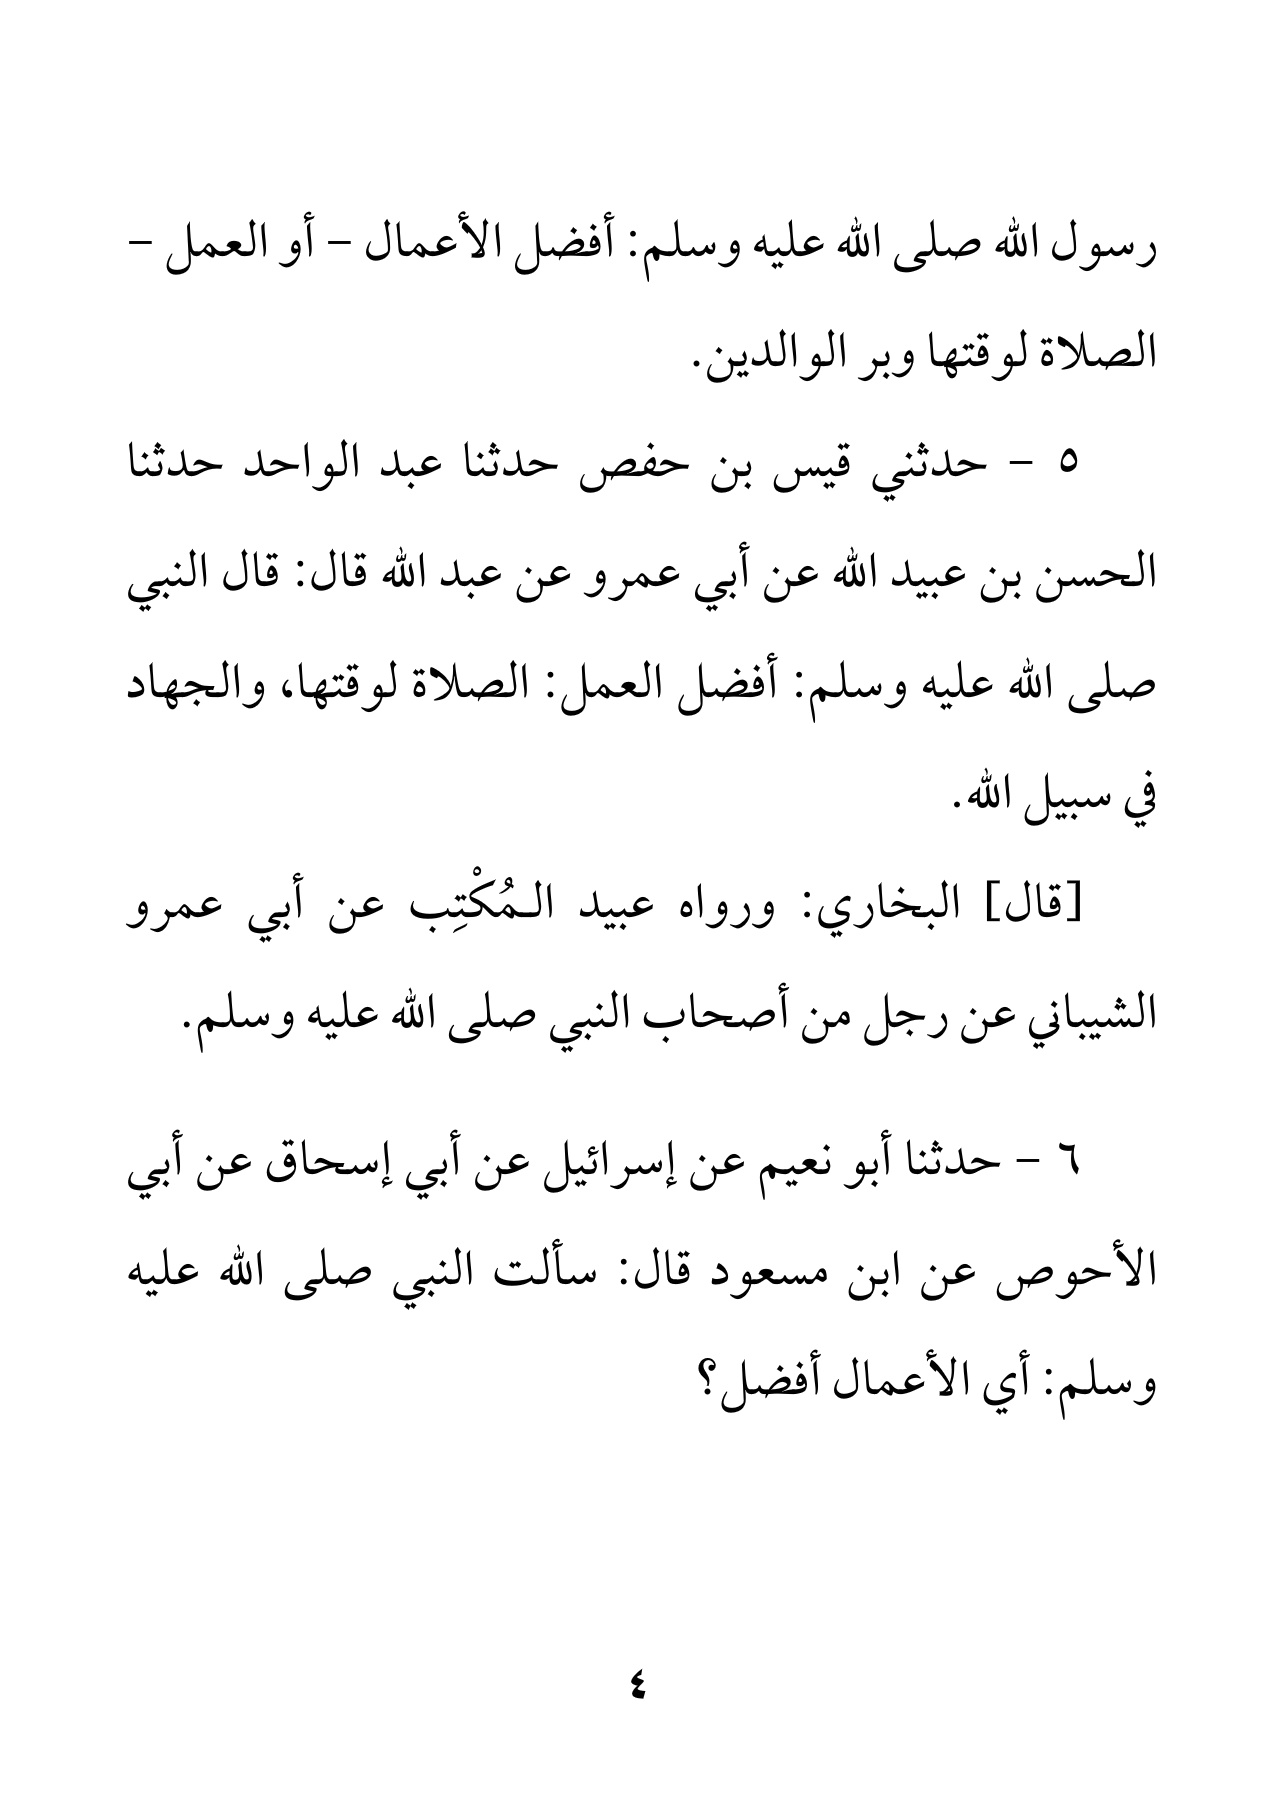 رسول الله صلى الله عليه وسلم: أفضل الأعمال – أو العمل –
الصلاة لوقتها وبر الوالدين.
٥ – حدثني قيس بن حفص حدثنا عبد الواحد حدثنا
الحسن بن عبيد الله عن أبي عمرو عن عبد الله قال: قال النبي
صلى الله عليه وسلم: أفضل العمل: الصلاة لوقتها، والجهاد
في سبيل الله.
[قال] البخاري: ورواه عبيد الـمُكْتِب عن أبي عمرو
الشيباني عن رجل من أصحاب النبي صلى الله عليه وسلم.
٦ – حدثنا أبو نعيم عن إسرائيل عن أبي إسحاق عن أبي
الأحوص عن ابن مسعود قال: سألت النبي صلى الله عليه
وسلم: أي الأعمال أفضل؟
٤